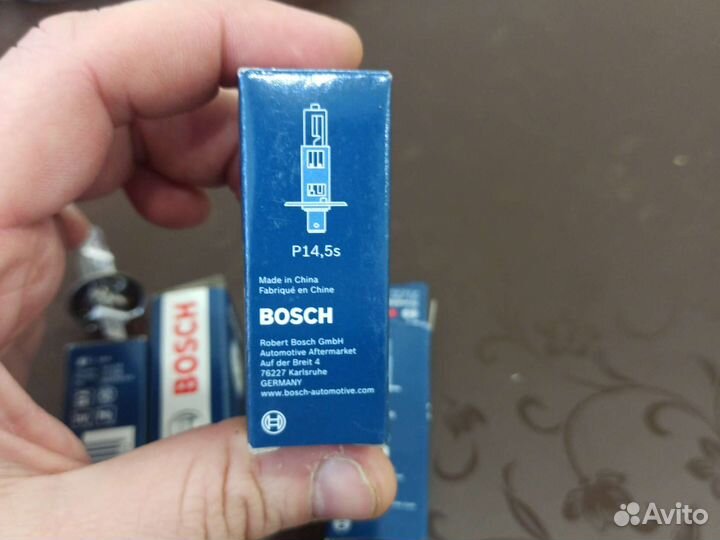 P14,5s
Made in China
Fabriqué en Chine
BOSCH
Robert Bosch GmbH
Automotive Aftermarket
Auf der Breit 4
76227 Karlsruhe
GERMANY
www.bosch-automotive.com
BOSCH
Avito